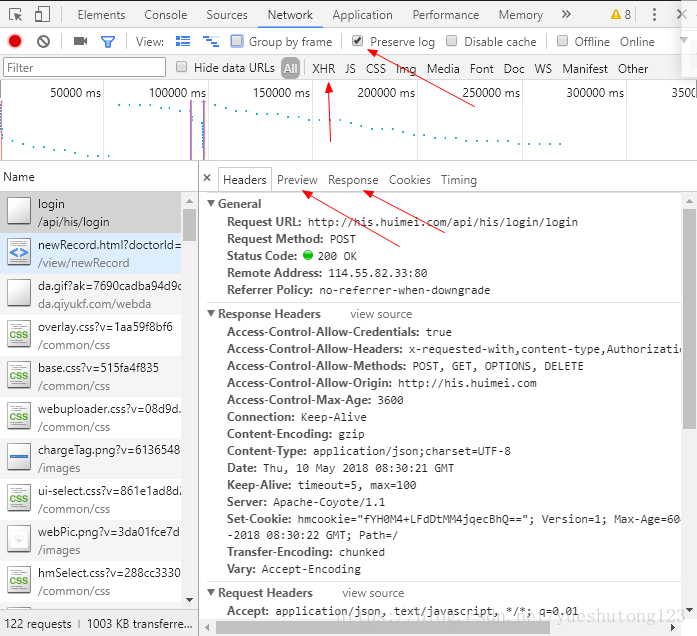 Elements Console Sources Network Application Performance Memory » 8
View: Group by frame Preserve log Disable cache Offline Online
Filter Hide data URLs All XHR JS CSS Img Media Font Doc WS Manifest Other
50000 ms 100000 ms 150000 ms 200000 ms 250000 ms 300000 ms 3500
Name
login
/api/his/login
newRecord.html?doctorId=
/view/newRecord
da.gif?ak=7690cadba94d9c
da.qiyukf.com/webda
overlay.css?v=1aa59f8bf6
/common/css
base.css?v=515fa4f835
/common/css
webuploader.css?v=08d9d.
/common/css
chargeTag.png?v=6136548
/images
ui-select.css?v=861e1ad8d2
/common/css
webPic.png?v=3da01fce7d
/images
hmSelect.css?v=288cc3330
/common/css
122 requests | 1003 KB transferre...
× Headers Preview Response Cookies Timing
General
Request URL: http://his.huimei.com/api/his/login/login
Request Method: POST
Status Code: 200 OK
Remote Address: 114.55.82.33:80
Referrer Policy: no-referrer-when-downgrade
Response Headers view source
Access-Control-Allow-Credentials: true
Access-Control-Allow-Headers: x-requested-with,content-type,Authorizati
Access-Control-Allow-Methods: POST, GET, OPTIONS, DELETE
Access-Control-Allow-Origin: http://his.huimei.com
Access-Control-Max-Age: 3600
Connection: Keep-Alive
Content-Encoding: gzip
Content-Type: application/json;charset=UTF-8
Date: Thu, 10 May 2018 08:30:21 GMT
Keep-Alive: timeout=5, max=100
Server: Apache-Coyote/1.1
Set-Cookie: hmcookie="fYH0M4+LFdDtMM4jqecBhQ=="; Version=1; Max-Age=60
-2018 08:30:22 GMT; Path=/
Transfer-Encoding: chunked
Vary: Accept-Encoding
Request Headers view source
Accept: application/json, text/javascript, */*; q=0.01
https://blog.csdn.net/yueshutong123